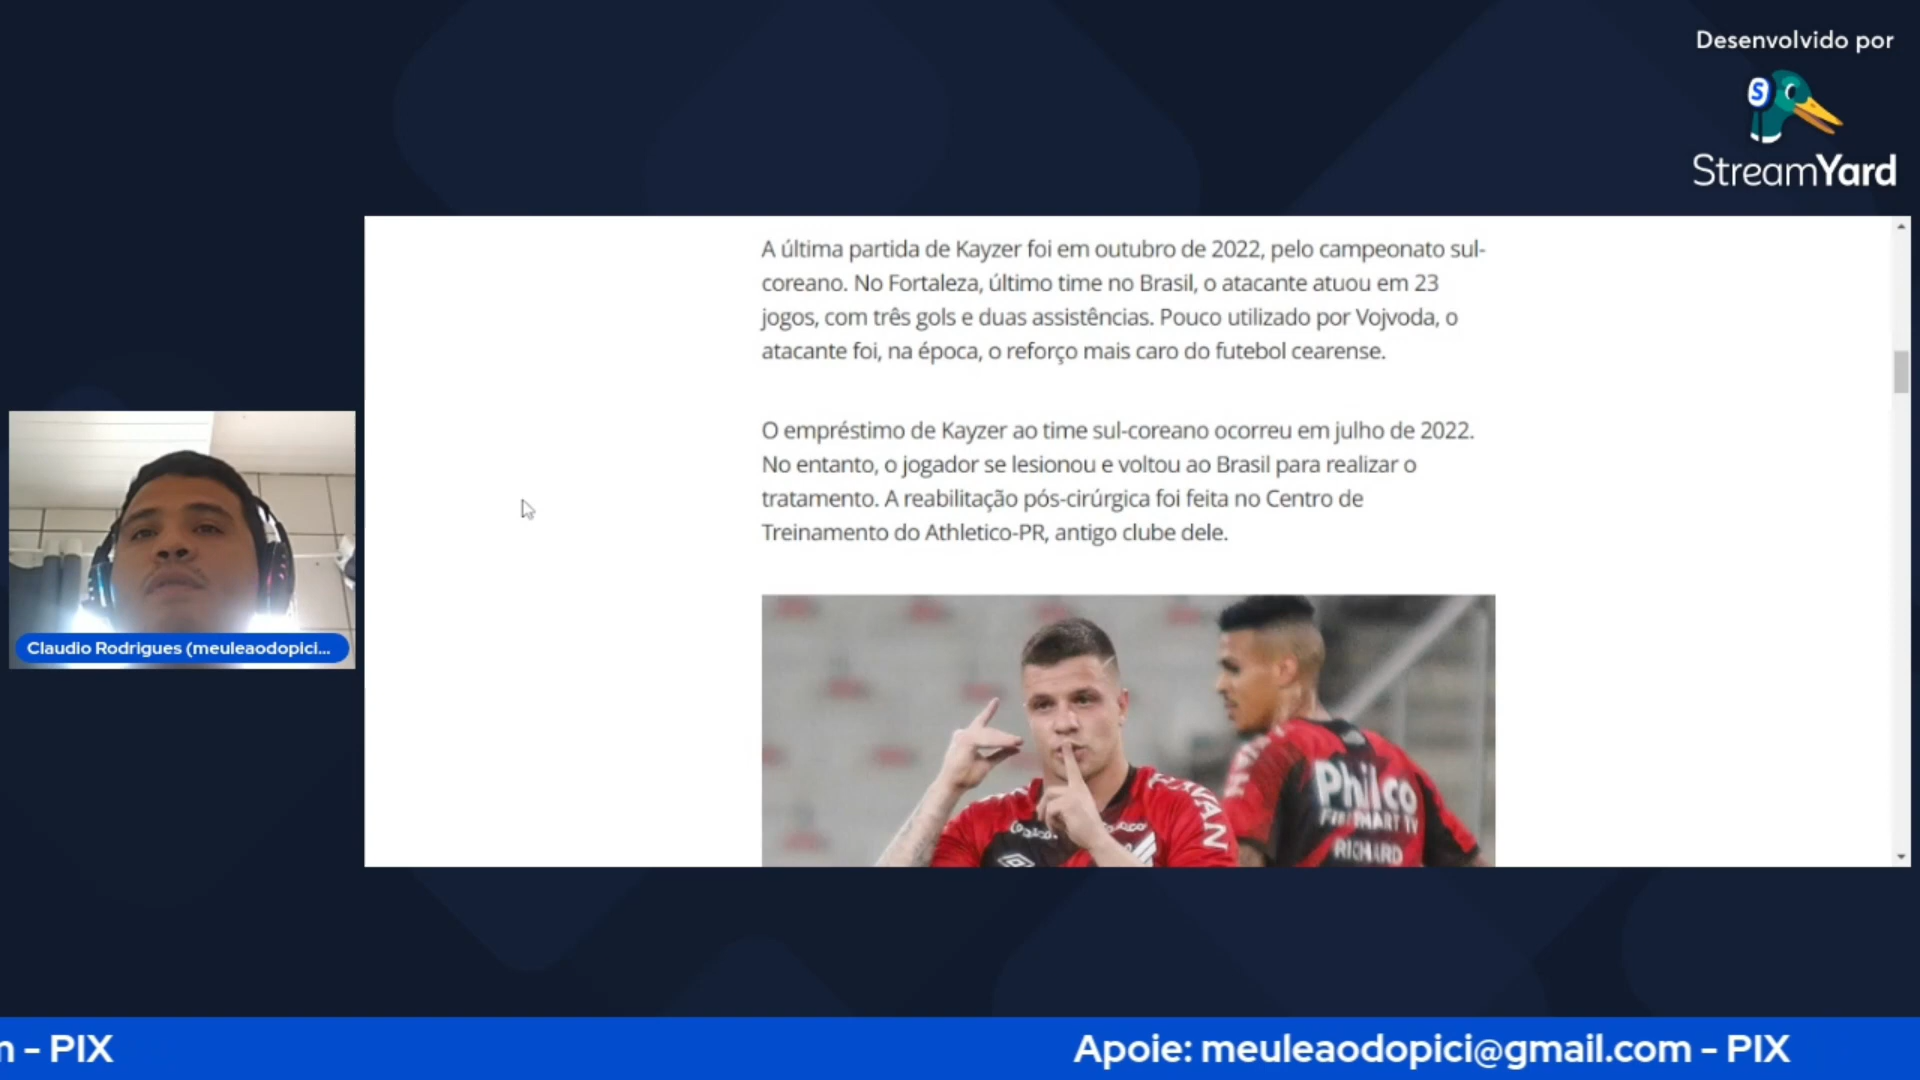 Desenvolvido por
StreamYard
A última partida de Kayzer foi em outubro de 2022, pelo campeonato sul-
coreano. No Fortaleza, último time no Brasil, o atacante atuou em 23
jogos, com três gols e duas assistências. Pouco utilizado por Vojvoda, o
atacante foi, na época, o reforço mais caro do futebol cearense.
O empréstimo de Kayzer ao time sul-coreano ocorreu em julho de 2022.
No entanto, o jogador se lesionou e voltou ao Brasil para realizar o
tratamento. A reabilitação pós-cirúrgica foi feita no Centro de
Treinamento do Athletico-PR, antigo clube dele.
Claudio Rodrigues (meuleaodopici...
HAVAN
Philco
RICHARD
m - PIX
Apoie: meuleaodopici@gmail.com - PIX